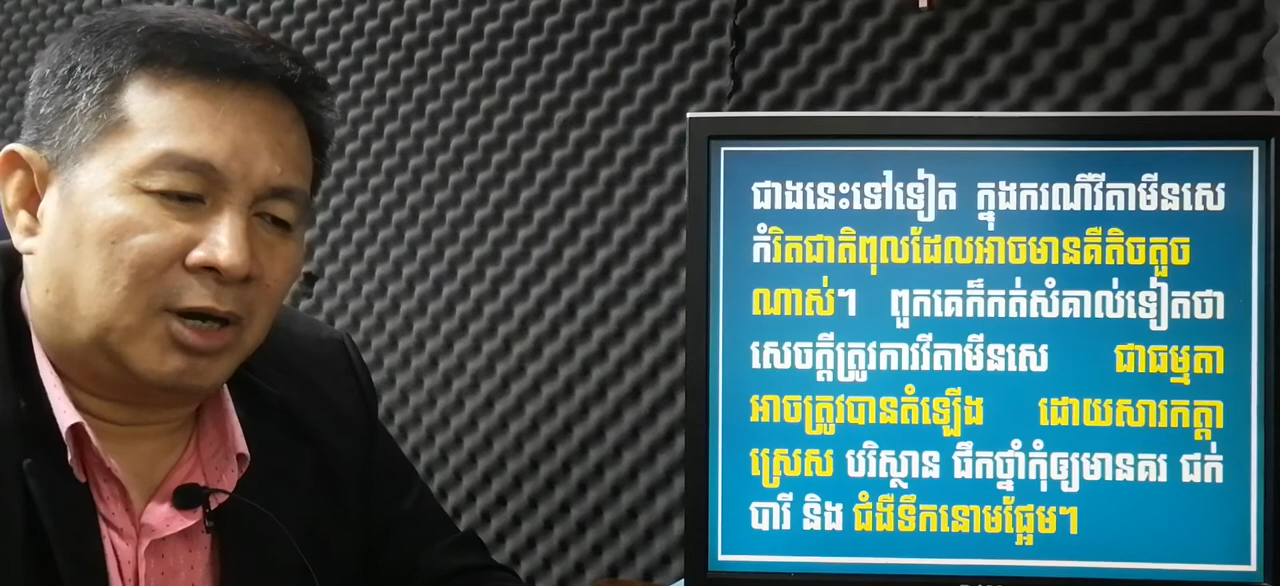 ជាងនេះទៅទៀត ក្នុងករណីវីតាមីនសេ
កំរិតជាតិពុលដែលអាចមានគឺតិចតួច
ណាស់។ ពួកគេក៏កត់សំគាល់ទៀតថា
សេចក្តីត្រូវការវីតាមីនសេ ជាធម្មតា
អាចត្រូវបានតំឡើង ដោយសារកត្តា
ស្រេស បរិស្ថាន ផឹកថ្នាំកុំឲ្យមានគរ ជក់
បារី និង ជំងឺទឹកនោមផ្អែម។